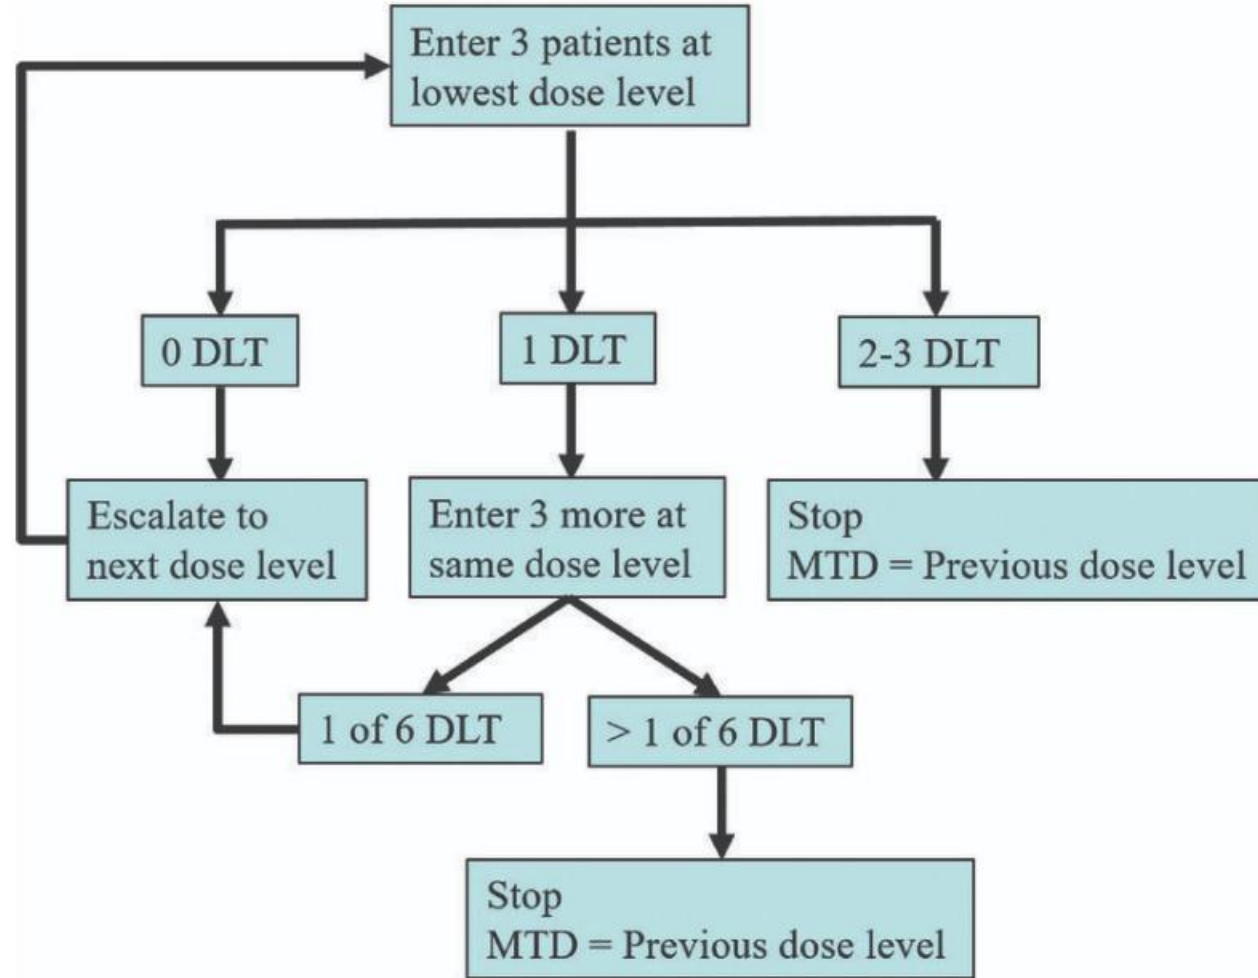 Enter 3 patients at
lowest dose level
0 DLT
1 DLT
2-3 DLT
Escalate to
next dose level
Enter 3 more at
same dose level
Stop
MTD = Previous dose level
1 of 6 DLT
> 1 of 6 DLT
Stop
MTD = Previous dose level